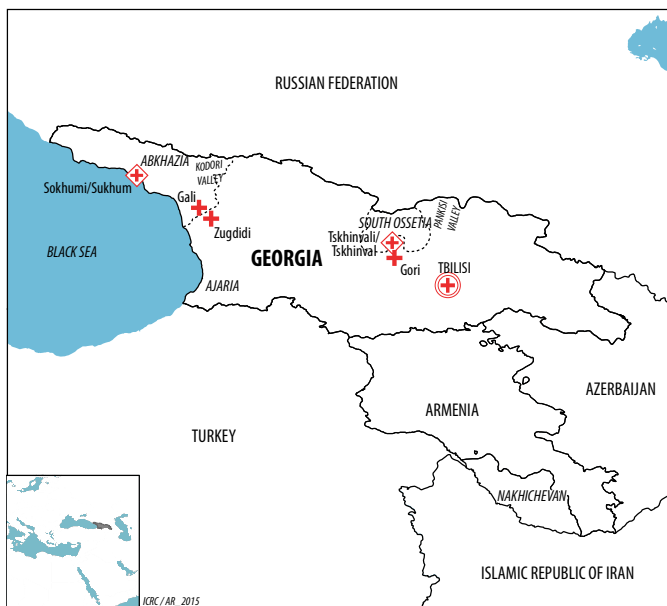 RUSSIAN FEDERATION
ABKHAZIA
KODORI
VALLEY
Sokhumi/Sukhum
Gali
Zugdidi
SOUTH OSSETIA
PANKISI
VALLEY
Tskhinvali/
Tskhinval
BLACK SEA
GEORGIA
Gori
TBILISI
AJARIA
AZERBAIJAN
ARMENIA
TURKEY
NAKHICHEVAN
ISLAMIC REPUBLIC OF IRAN
ICRC / AR_2015